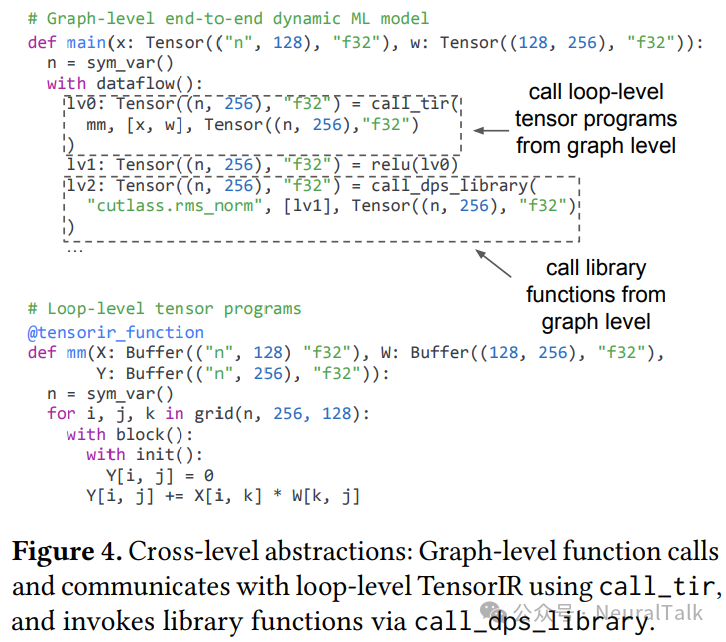 # Graph-level end-to-end dynamic ML model
def main(x: Tensor(("n", 128), "f32"), w: Tensor((128, 256), "f32")):
n = sym_var()
with dataflow():
lv0: Tensor((n, 256), "f32") = call_tir(
mm, [x, w], Tensor((n, 256),"f32")
)
lv1: Tensor((n, 256), "f32") = relu(lv0)
lv2: Tensor((n, 256), "f32") = call_dps_library(
"cutlass.rms_norm", [lv1], Tensor((n, 256), "f32")
)
...
call loop-level
tensor programs
from graph level
call library
functions from
graph level
# Loop-level tensor programs
@tensorir_function
def mm(X: Buffer(("n", 128) "f32"), W: Buffer((128, 256), "f32"),
Y: Buffer(("n", 256), "f32")):
n = sym_var()
for i, j, k in grid(n, 256, 128):
with block():
with init():
Y[i, j] = 0
Y[i, j] += X[i, k] * W[k, j]
Figure 4. Cross-level abstractions: Graph-level function calls
and communicates with loop-level TensorIR using call_tir,
and invokes library functions via call_dps_library.
公众号 · NeuralTalk